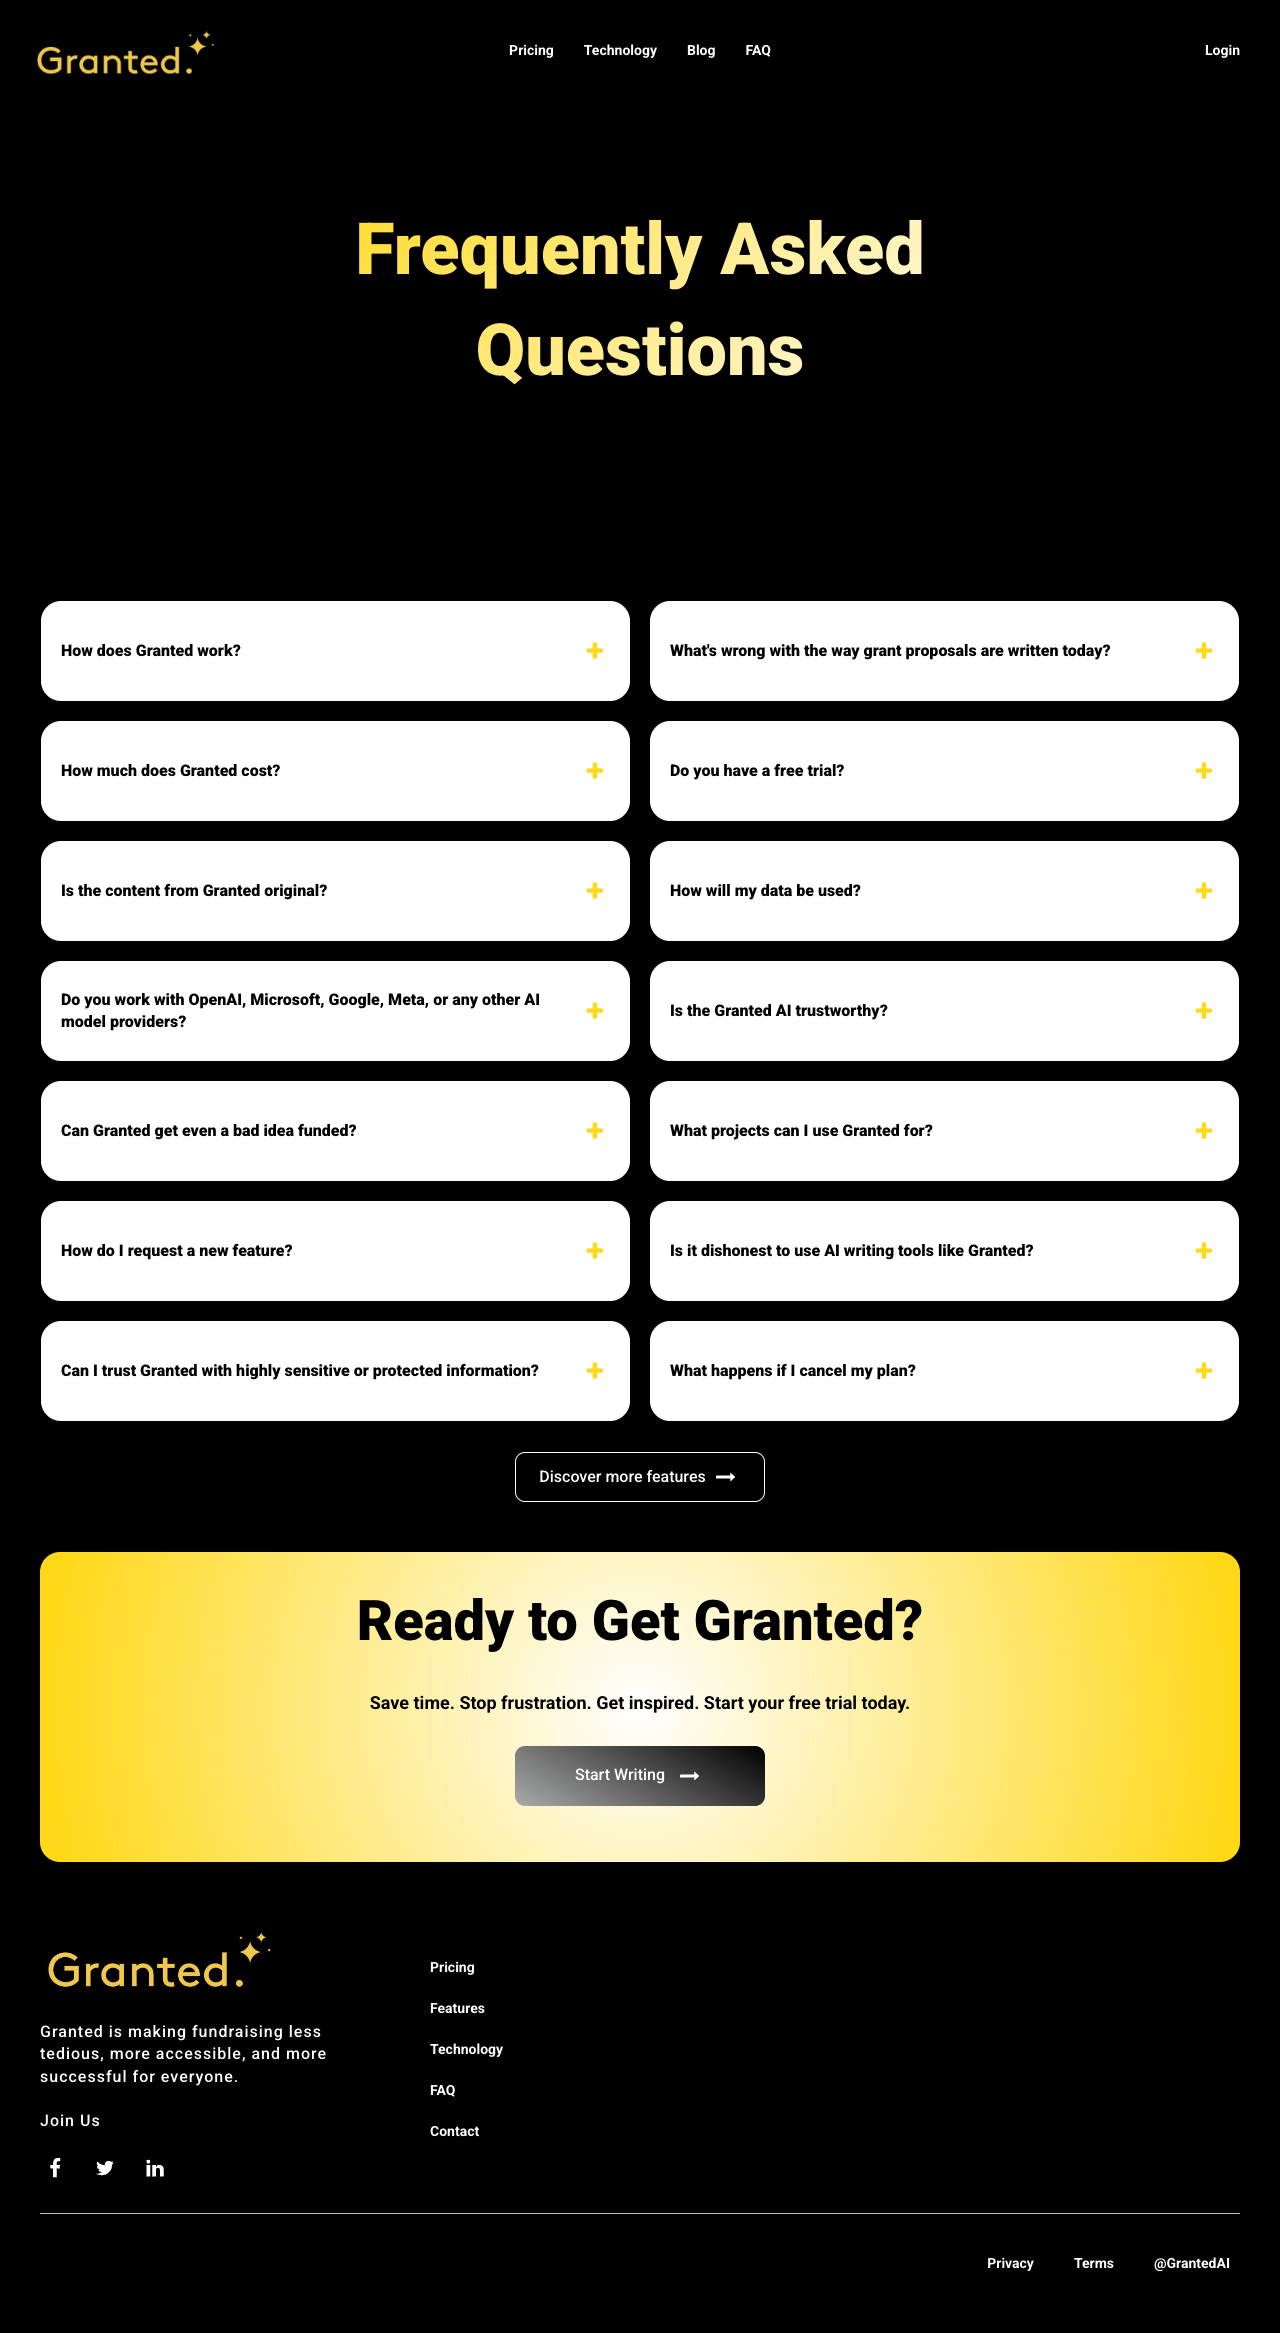 Granted.
Pricing
Technology
Blog
FAQ
Login
Frequently Asked
Questions
How does Granted work?
What's wrong with the way grant proposals are written today?
How much does Granted cost?
Do you have a free trial?
Is the content from Granted original?
How will my data be used?
Do you work with OpenAI, Microsoft, Google, Meta, or any other AI
model providers?
Is the Granted AI trustworthy?
Can Granted get even a bad idea funded?
What projects can I use Granted for?
How do I request a new feature?
Is it dishonest to use AI writing tools like Granted?
Can I trust Granted with highly sensitive or protected information?
What happens if I cancel my plan?
Discover more features
Ready to Get Granted?
Save time. Stop frustration. Get inspired. Start your free trial today.
Start Writing
Granted.
Granted is making fundraising less
tedious, more accessible, and more
successful for everyone.
Join Us
Pricing
Features
Technology
FAQ
Contact
Privacy
Terms
@GrantedAI